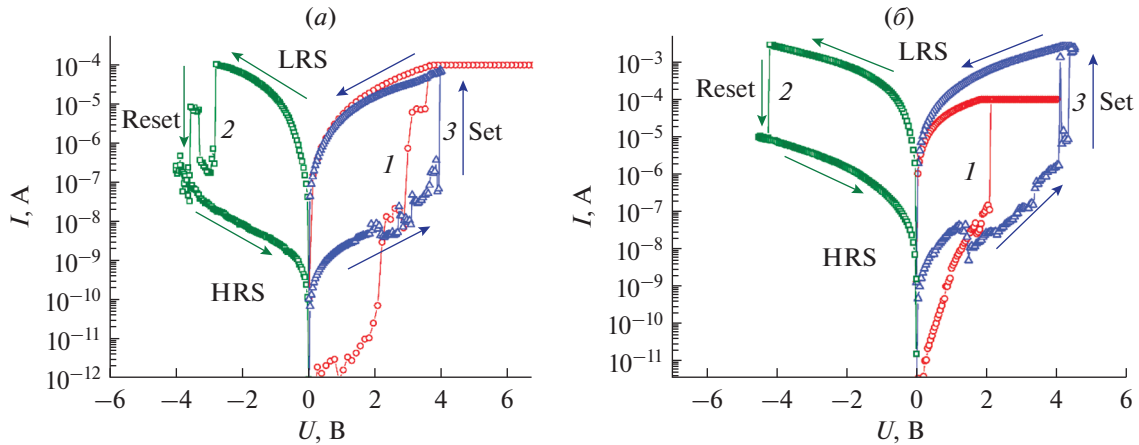 (а)
I, А
10⁻⁴
10⁻⁵
10⁻⁶
10⁻⁷
10⁻⁸
10⁻⁹
10⁻¹⁰
10⁻¹¹
10⁻¹²
LRS
Reset
2
1
3
Set
HRS
−6
−4
−2
0
2
4
6
U, В
(б)
I, А
10⁻³
10⁻⁴
10⁻⁵
10⁻⁶
10⁻⁷
10⁻⁸
10⁻⁹
10⁻¹⁰
10⁻¹¹
LRS
Reset
2
1
3
Set
HRS
−6
−4
−2
0
2
4
6
U, В